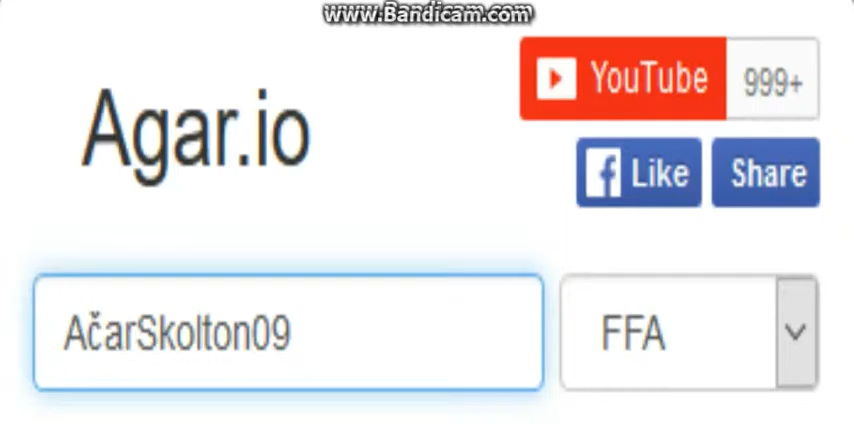 www.Bandicam.com
Agar.io
YouTube 999+
Like Share
AčarSkolton09 FFA